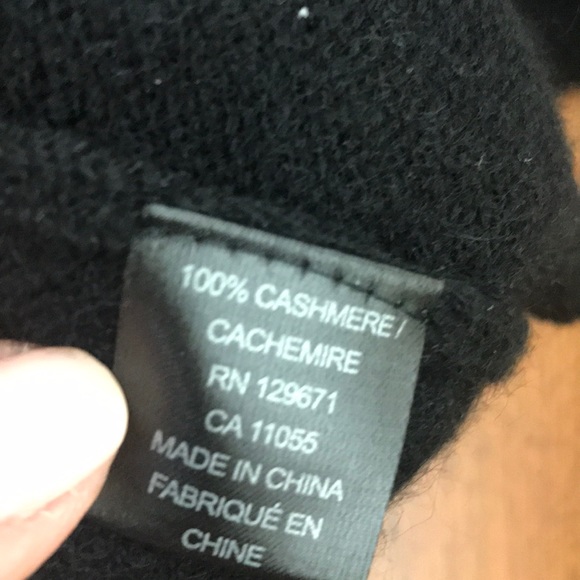 100% CASHMERE/
CACHEMIRE
RN 129671
CA 11055
MADE IN CHINA
FABRIQUÉ EN
CHINE